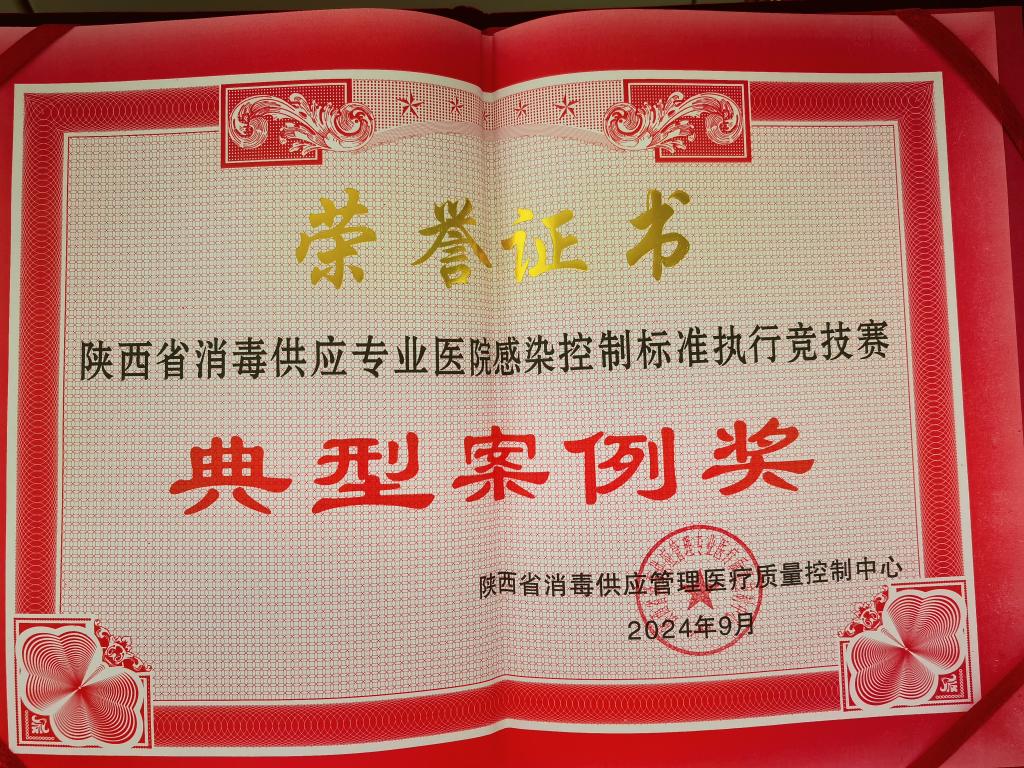 荣誉证书
陕西省消毒供应专业医院感染控制标准执行竞技赛
典型案例奖
陕西省消毒供应管理医疗质量控制中心
2024年9月